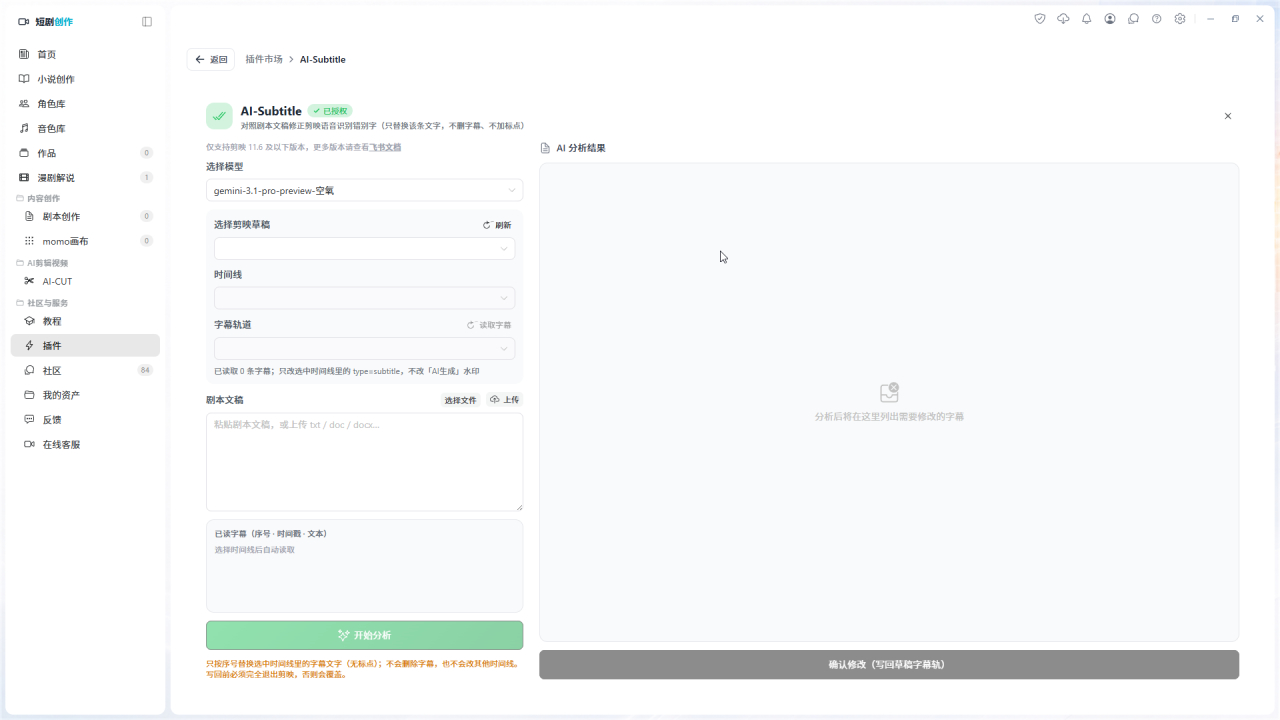 短剧创作
首页
小说创作
角色库
音色库
作品 0
漫剧解说 1
内容创作
剧本创作 0
momo画布 0
AI剪辑视频
AI-CUT
社区与服务
教程
插件
社区 84
我的资产
反馈
在线客服
返回
插件市场 > AI-Subtitle
AI-Subtitle 已授权
对照剧本文稿修正剪映语音识别错别字（只替换该条文字，不删字幕、不加标点）
仅支持剪映 11.6 及以下版本，更多版本请查看飞书文档
选择模型
gemini-3.1-pro-preview-空氧
选择剪映草稿 刷新
时间线
字幕轨道 读取字幕
已读取 0 条字幕；只改选中时间线里的 type=subtitle，不改「AI生成」水印
剧本文稿 选择文件 上传
粘贴剧本文稿，或上传 txt / doc / docx...
已读字幕（序号 · 时间戳 · 文本）
选择时间线后自动读取
开始分析
只按序号替换选中时间线里的字幕文字（无标点）；不会删除字幕，也不会改其他时间线。
写回前必须完全退出剪映，否则会覆盖。
AI 分析结果
分析后将在这里列出需要修改的字幕
确认修改（写回草稿字幕轨）